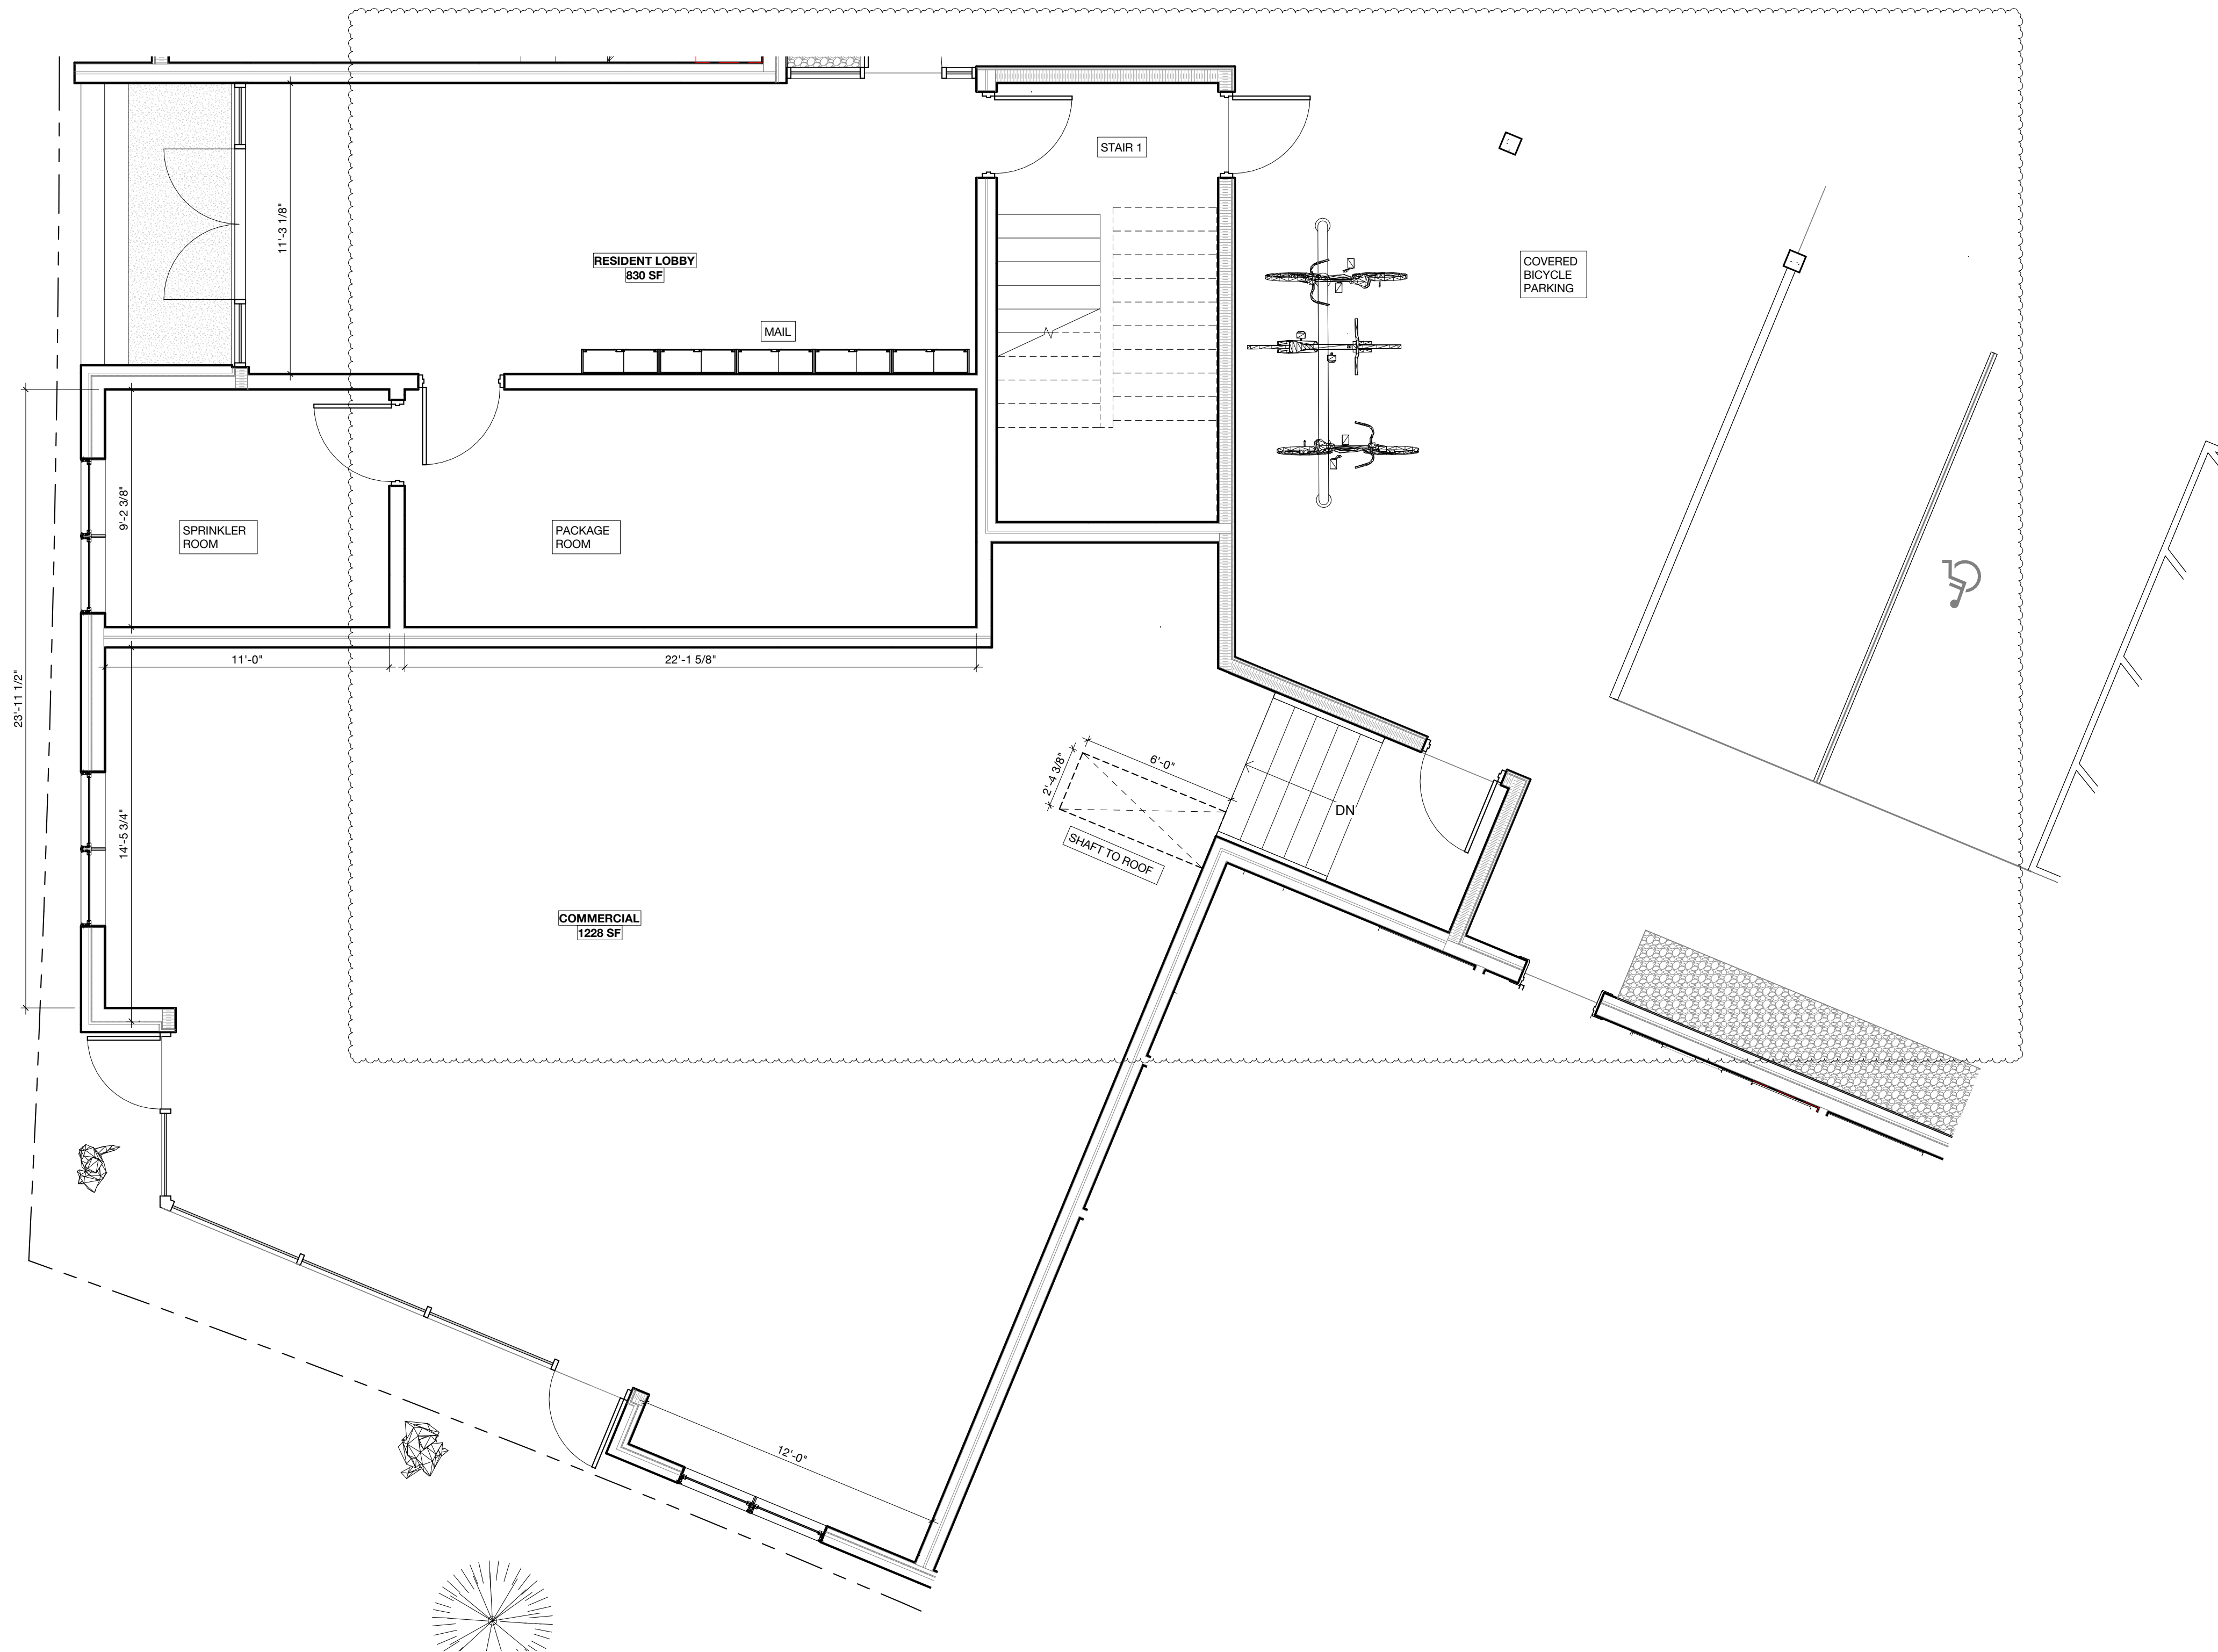 STAIR 1
11'-3 1/8"
RESIDENT LOBBY
830 SF
COVERED
BICYCLE
PARKING
MAIL
9'-2 3/8"
SPRINKLER
ROOM
PACKAGE
ROOM
11'-0"
22'-1 5/8"
23'-11 1/2"
6'-0"
2'-4 3/8"
DN
14'-5 3/4"
SHAFT TO ROOF
COMMERCIAL
1228 SF
12'-0"